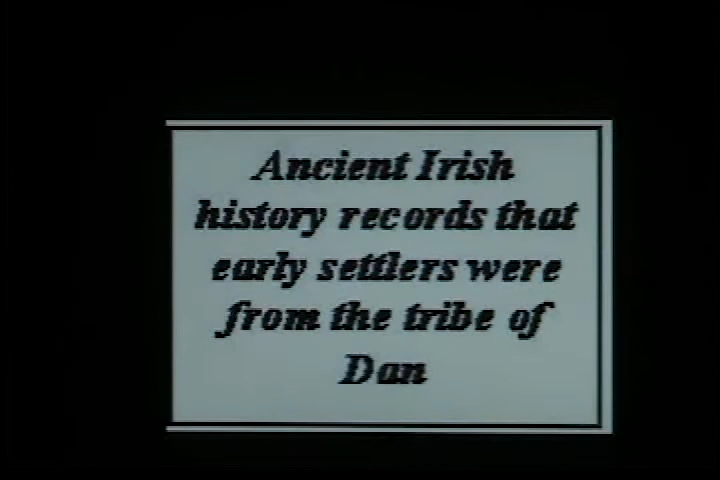 Ancient Irish
history records that
early settlers were
from the tribe of
Dan